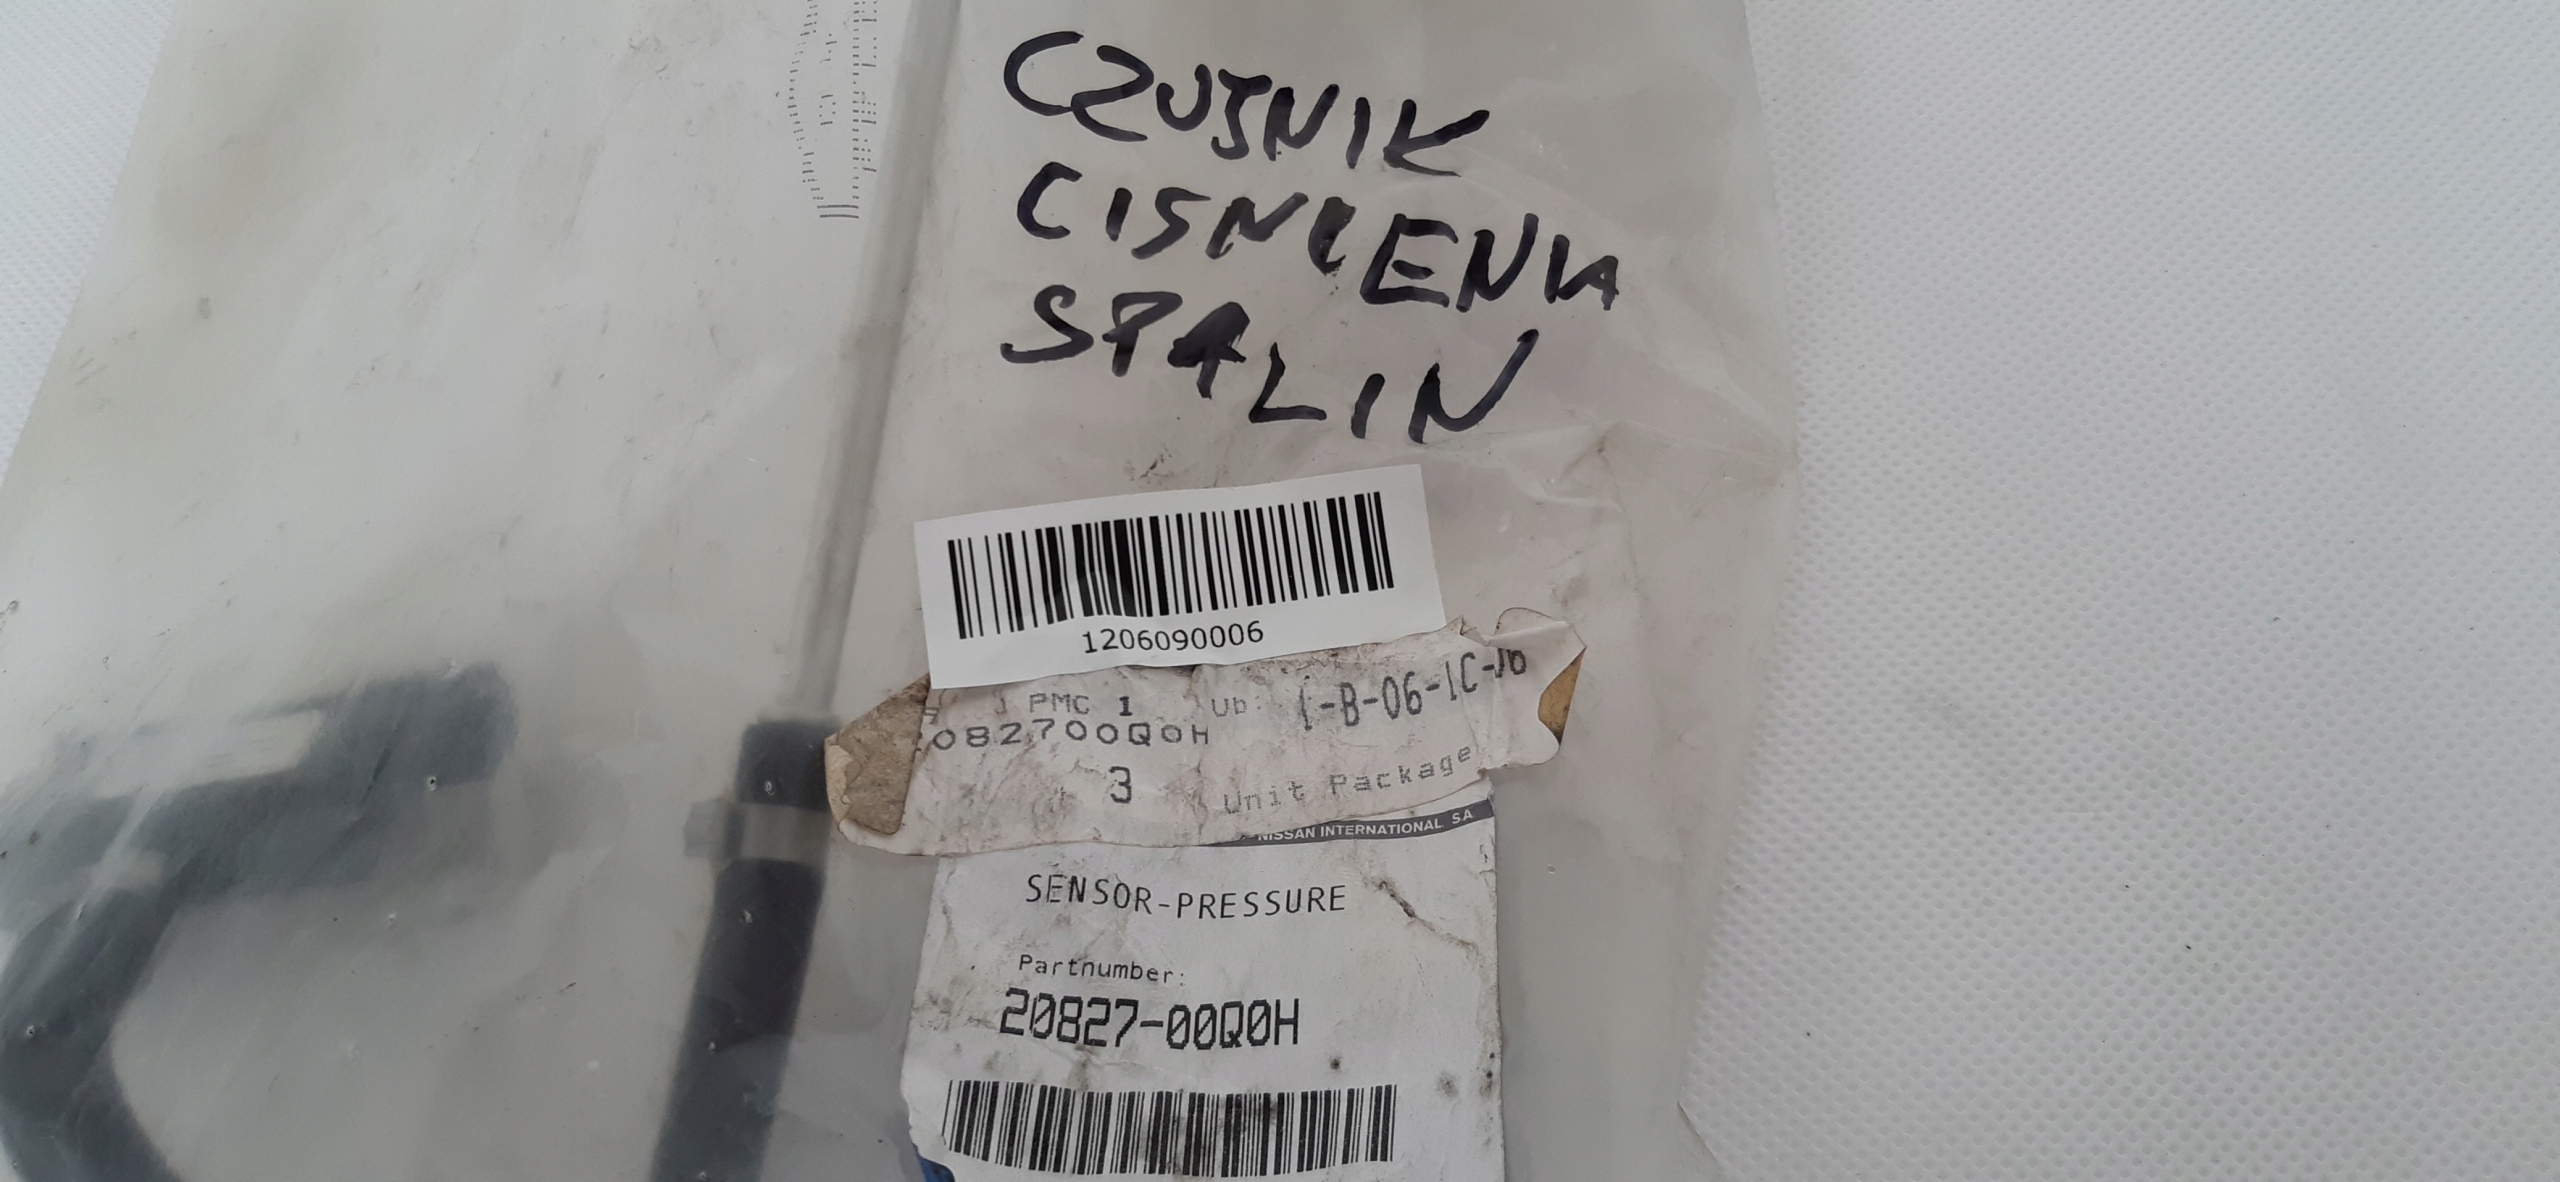 CZUJNIK
CISNIENIA
SPALIN
1206090006
PMC 1 Ub:
082700Q0H
3
Unit Package
NISSAN INTERNATIONAL SA
SENSOR-PRESSURE
Partnumber:
20827-00Q0H